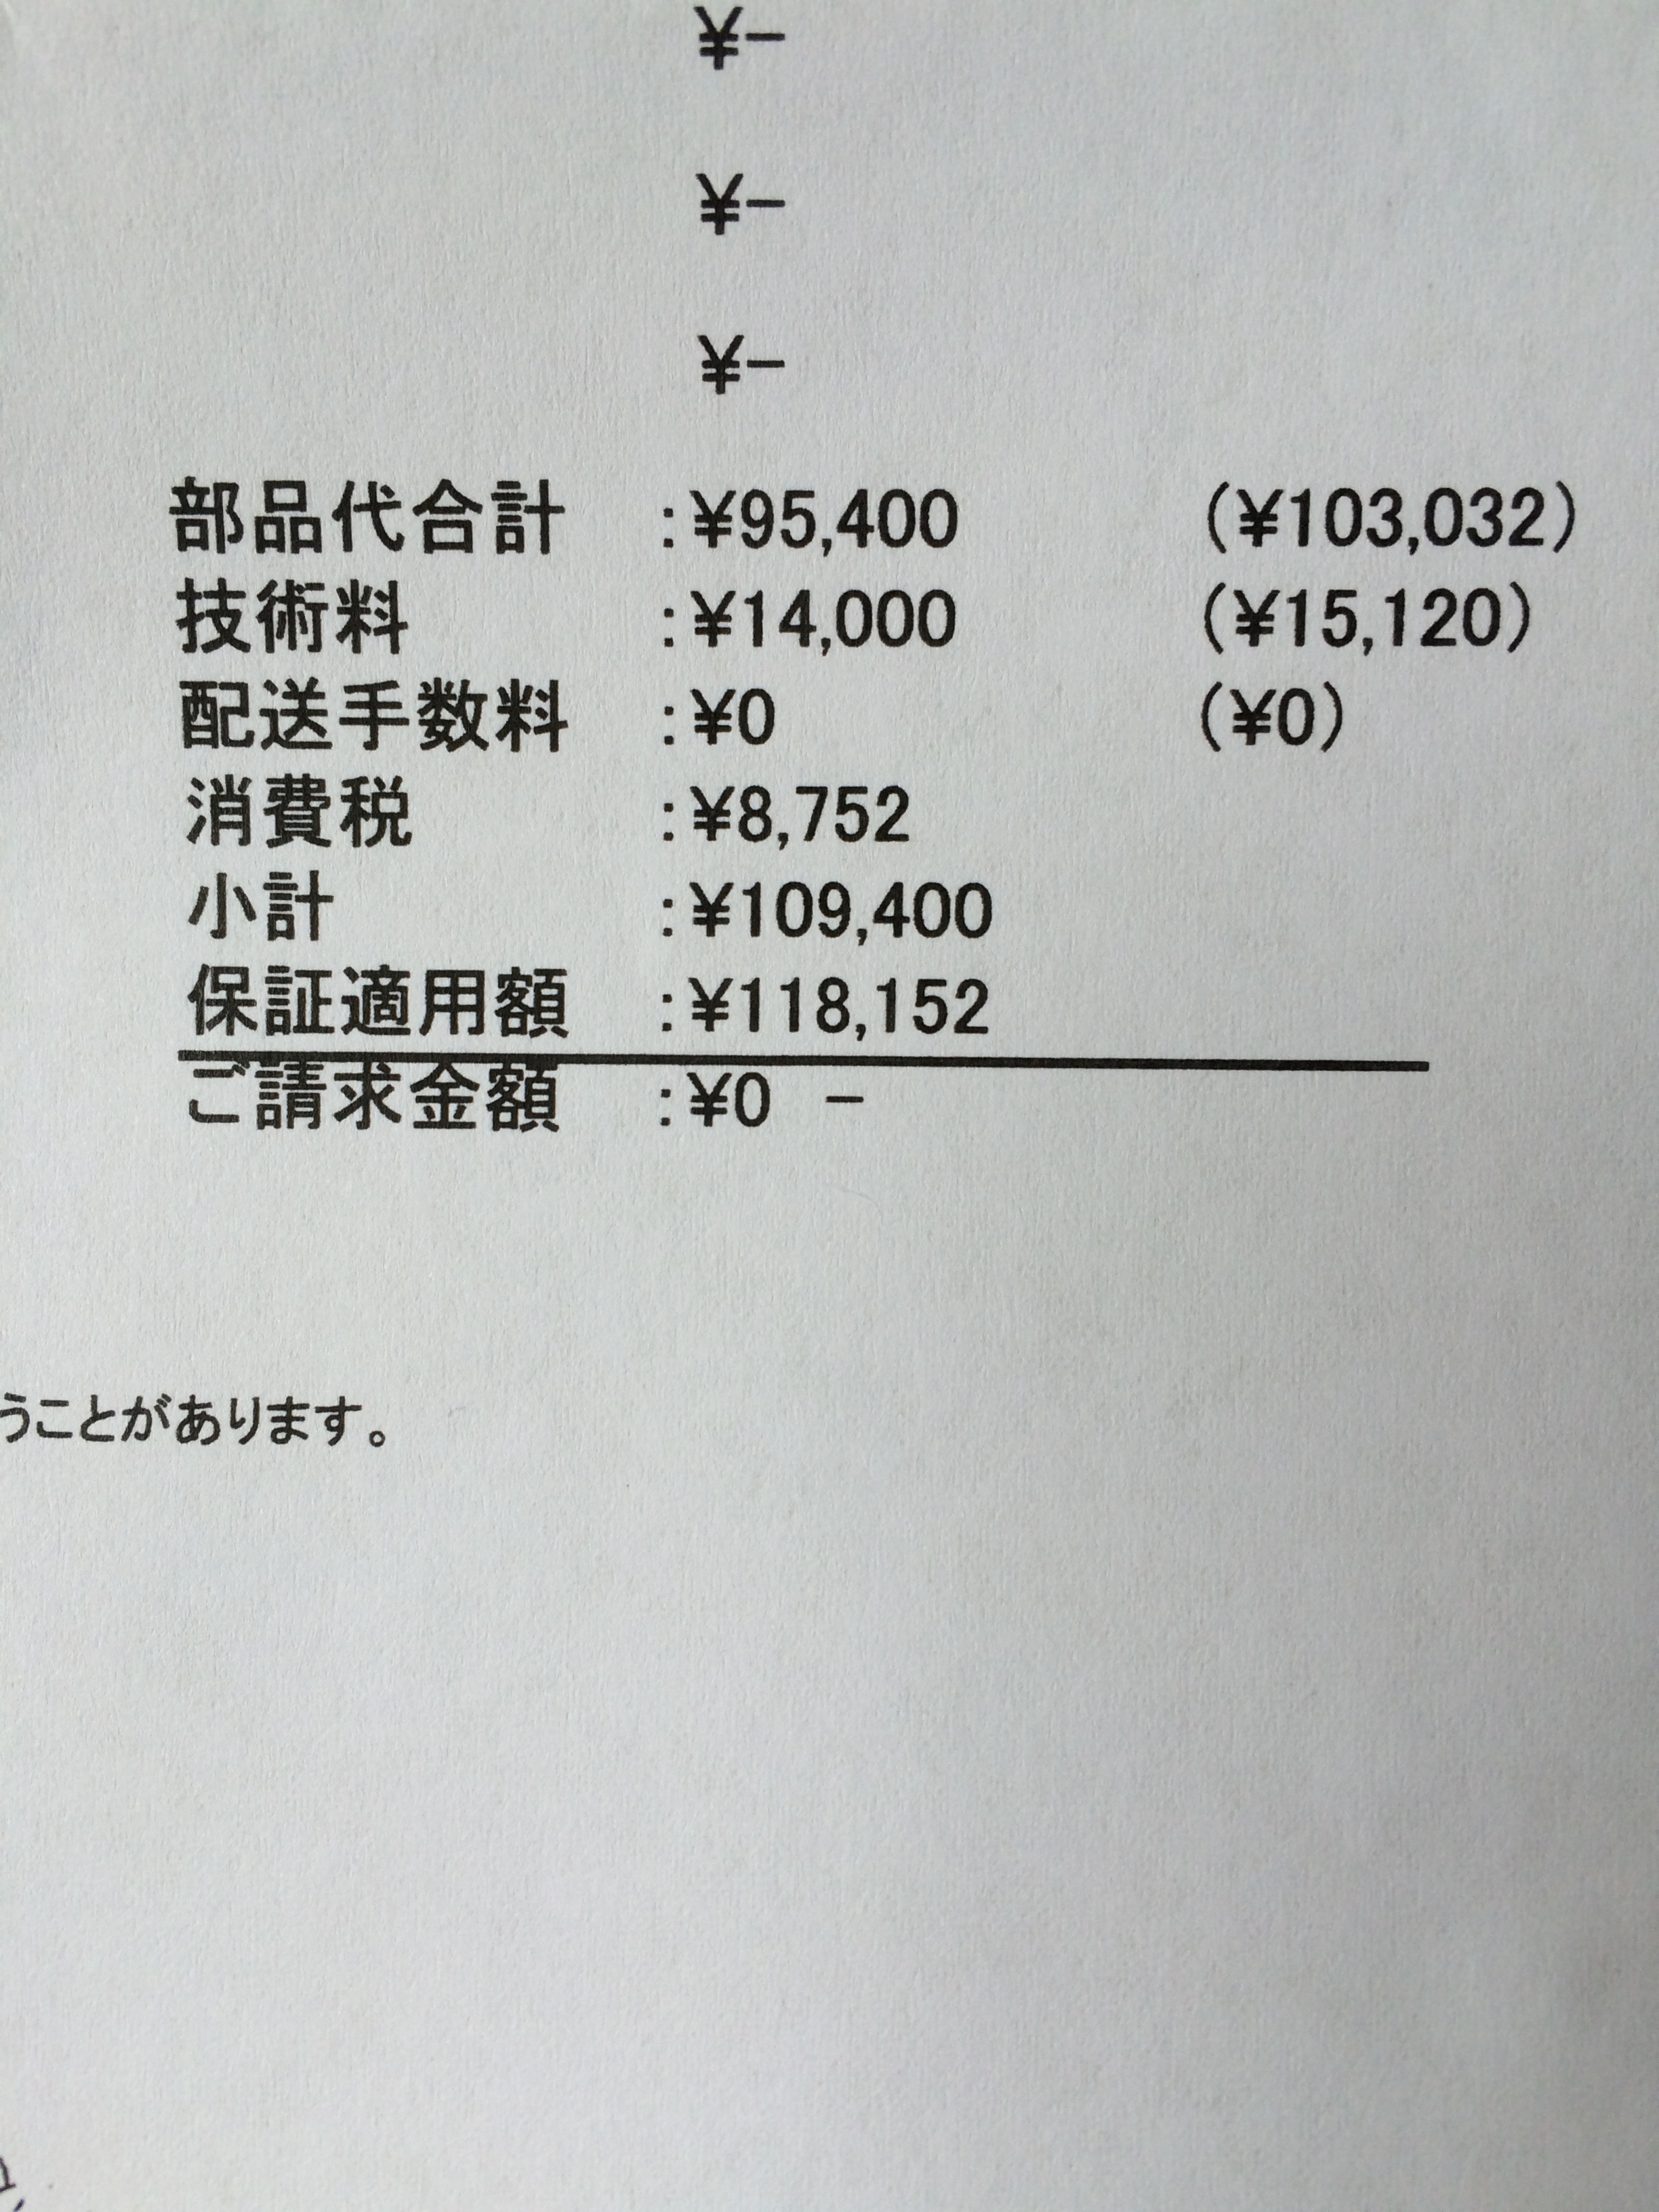 ¥-
¥-
¥-
部品代合計 :¥95,400 (¥103,032)
技術料 :¥14,000 (¥15,120)
配送手数料 :¥0 (¥0)
消費税 :¥8,752
小計 :¥109,400
保証適用額 :¥118,152
ご請求金額 :¥0 -
うことがあります。